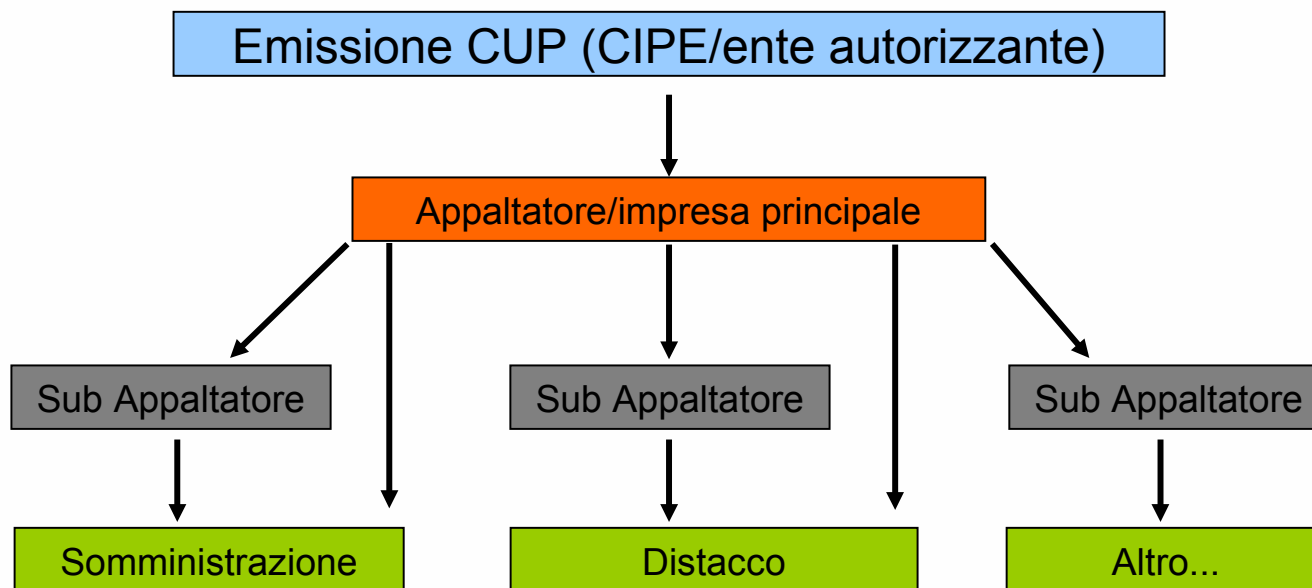 Emissione CUP (CIPE/ente autorizzante)
Appaltatore/impresa principale
Sub Appaltatore
Sub Appaltatore
Sub Appaltatore
Somministrazione
Distacco
Altro...